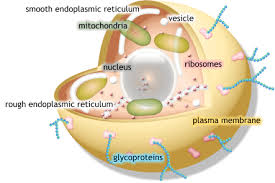 smooth endoplasmic reticulum
vesicle
mitochondria
nucleus
ribosomes
rough endoplasmic reticulum
plasma membrane
glycoproteins